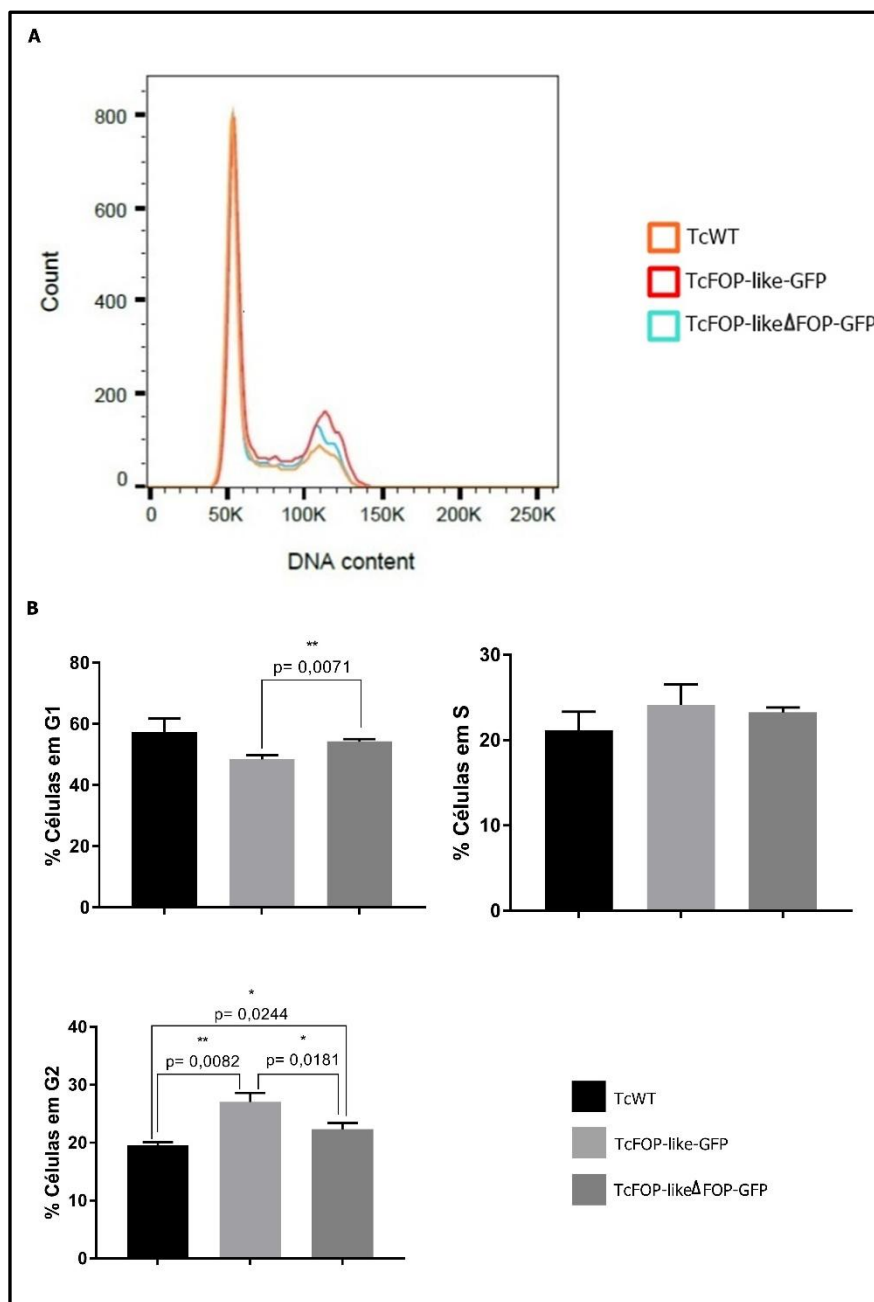 A
800
600
400
200
0
Count
0 50K 100K 150K 200K 250K
DNA content
TcWT
TcFOP-like-GFP
TcFOP-likeΔFOP-GFP
B
**
p= 0,0071
80
60
40
20
0
% Células em G1
30
20
10
0
% Células em S
*
p= 0,0244
** *
p= 0,0082 p= 0,0181
40
30
20
10
0
% Células em G2
TcWT
TcFOP-like-GFP
TcFOP-likeΔFOP-GFP